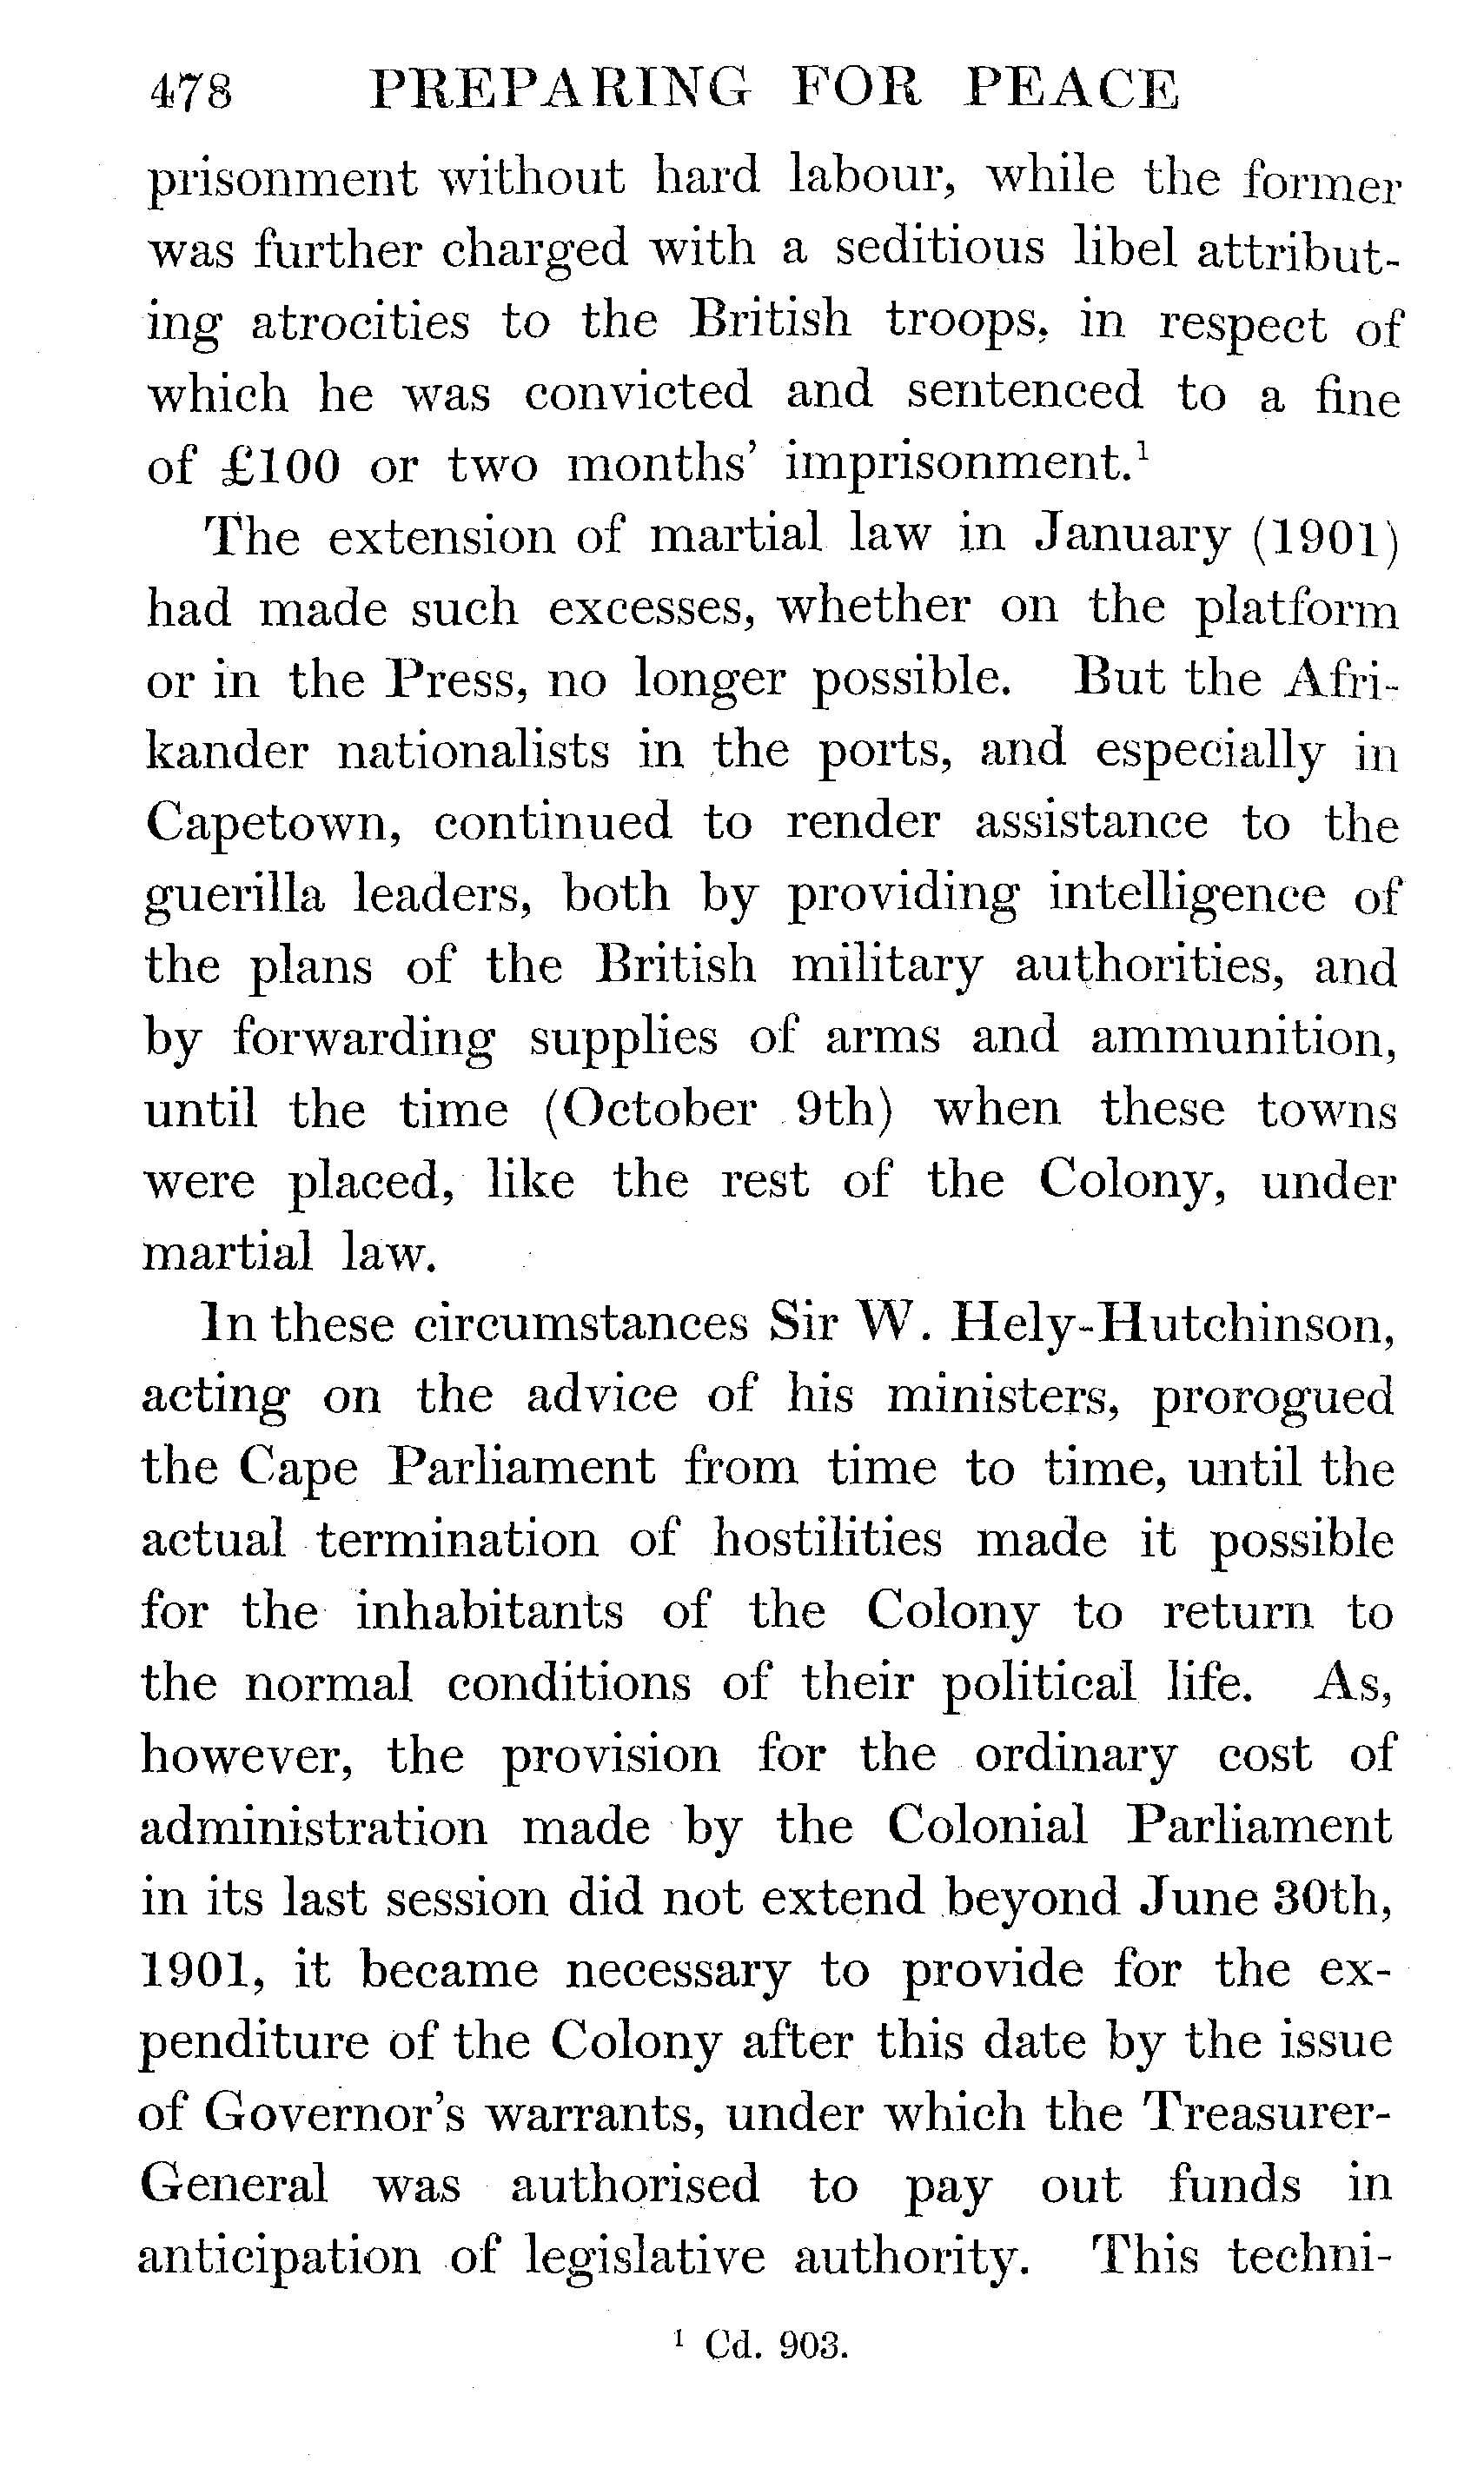 478 PREPARING FOR PEACE
prisonment without hard labour, while the former
was further charged with a seditious libel attribut-
ing atrocities to the British troops, in respect of
which he was convicted and sentenced to a fine
of £100 or two months' imprisonment.¹
The extension of martial law in January (1901)
had made such excesses, whether on the platform
or in the Press, no longer possible. But the Afri-
kander nationalists in the ports, and especially in
Capetown, continued to render assistance to the
guerilla leaders, both by providing intelligence of
the plans of the British military authorities, and
by forwarding supplies of arms and ammunition,
until the time (October 9th) when these towns
were placed, like the rest of the Colony, under
martial law.
In these circumstances Sir W. Hely-Hutchinson,
acting on the advice of his ministers, prorogued
the Cape Parliament from time to time, until the
actual termination of hostilities made it possible
for the inhabitants of the Colony to return to
the normal conditions of their political life. As,
however, the provision for the ordinary cost of
administration made by the Colonial Parliament
in its last session did not extend beyond June 30th,
1901, it became necessary to provide for the ex-
penditure of the Colony after this date by the issue
of Governor's warrants, under which the Treasurer-
General was authorised to pay out funds in
anticipation of legislative authority. This techni-
¹ Cd. 903.